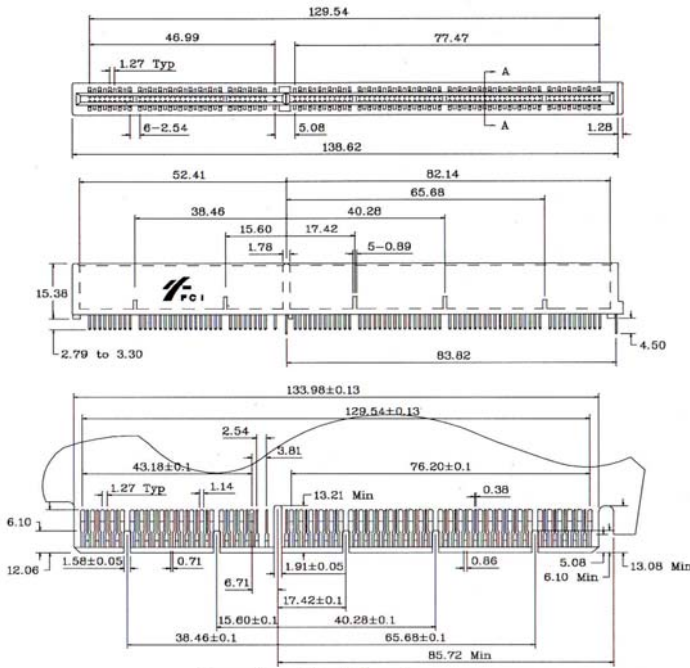 129.54
46.99 77.47
1.27 Typ A
6-2.54 5.08 A 1.28
138.62
52.41 82.14
65.68
38.46 40.28
15.60 17.42
1.78 5-0.89
15.38
PCI
2.79 to 3.30 4.50
83.82
133.98±0.13
129.54±0.13
2.54
3.81
43.18±0.1 76.20±0.1
1.27 Typ 1.14 13.21 Min 0.38
6.10
12.06 1.58±0.05 0.71 1.91±0.05 0.86 5.08 13.08 Min
6.71 6.10 Min
17.42±0.1
15.60±0.1 40.28±0.1
38.46±0.1 65.68±0.1
85.72 Min